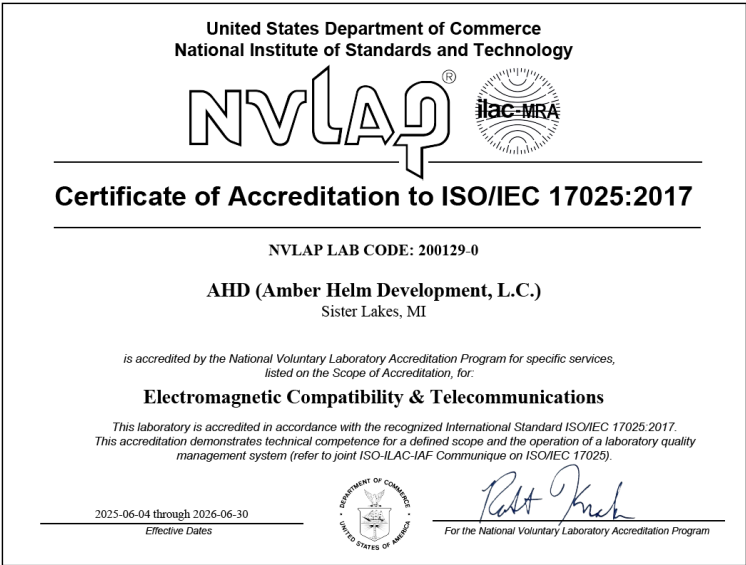 United States Department of Commerce
National Institute of Standards and Technology
NVLAP®
ilac-MRA
Certificate of Accreditation to ISO/IEC 17025:2017
NVLAP LAB CODE: 200129-0
AHD (Amber Helm Development, L.C.)
Sister Lakes, MI
is accredited by the National Voluntary Laboratory Accreditation Program for specific services,
listed on the Scope of Accreditation, for:
Electromagnetic Compatibility & Telecommunications
This laboratory is accredited in accordance with the recognized International Standard ISO/IEC 17025:2017.
This accreditation demonstrates technical competence for a defined scope and the operation of a laboratory quality
management system (refer to joint ISO-ILAC-IAF Communique on ISO/IEC 17025).
2025-06-04 through 2026-06-30
Effective Dates
DEPARTMENT OF COMMERCE
UNITED STATES OF AMERICA
For the National Voluntary Laboratory Accreditation Program